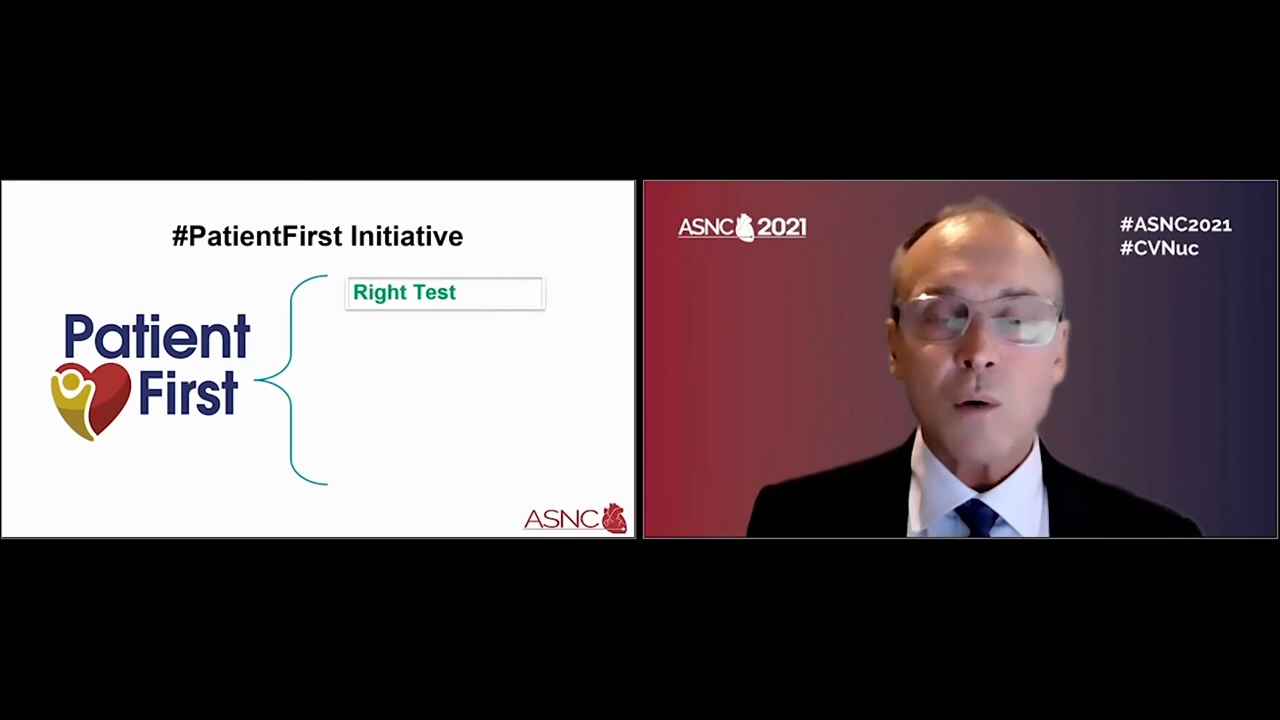 #PatientFirst Initiative
Right Test
Patient
First
ASNC
ASNC 2021
#ASNC2021
#CVNuc